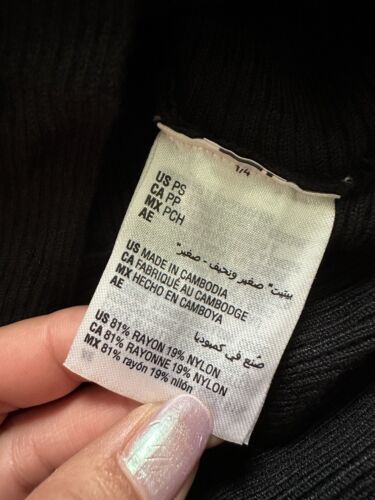 1/4
US PS
CA PP
MX PCH
AE
بيتيت" صغير ونحيف - صغير"
US MADE IN CAMBODIA
CA FABRIQUÉ AU CAMBODGE
MX HECHO EN CAMBOYA
AE
صُنع في كمبوديا
US 81% RAYON 19% NYLON
CA 81% RAYONNE 19% NYLON
MX 81% rayón 19% nilón